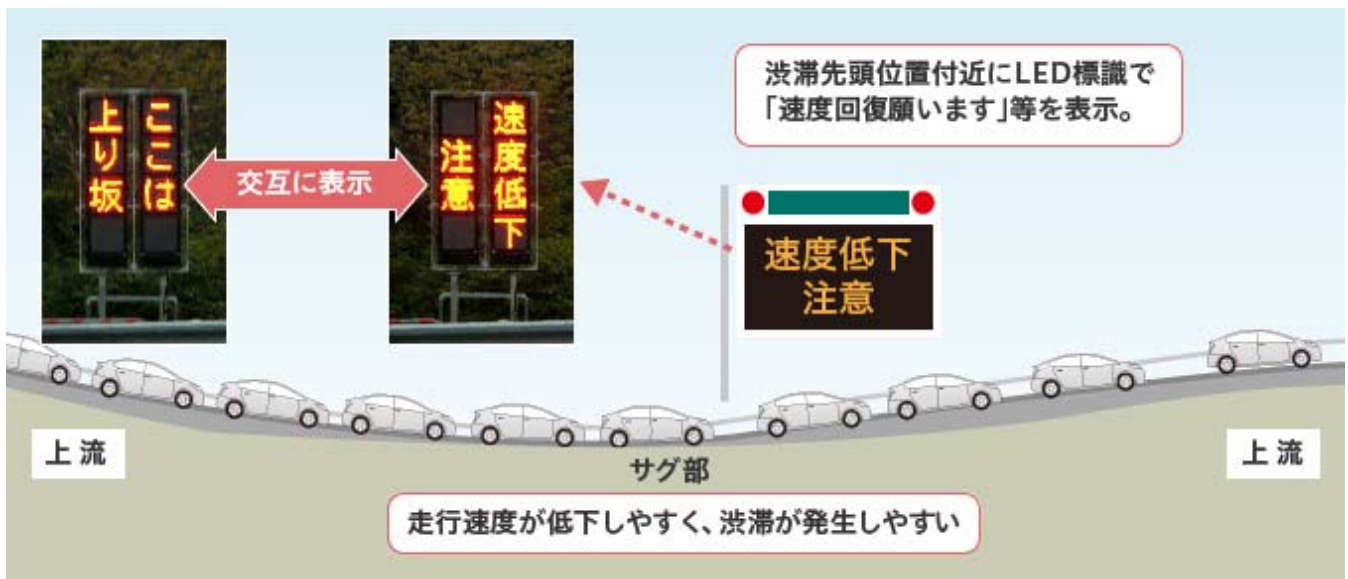 ここは
上り坂
交互に表示
速度低下
注意
渋滞先頭位置付近にLED標識で
「速度回復願います」等を表示。
速度低下
注意
上流
サグ部
上流
走行速度が低下しやすく、渋滞が発生しやすい